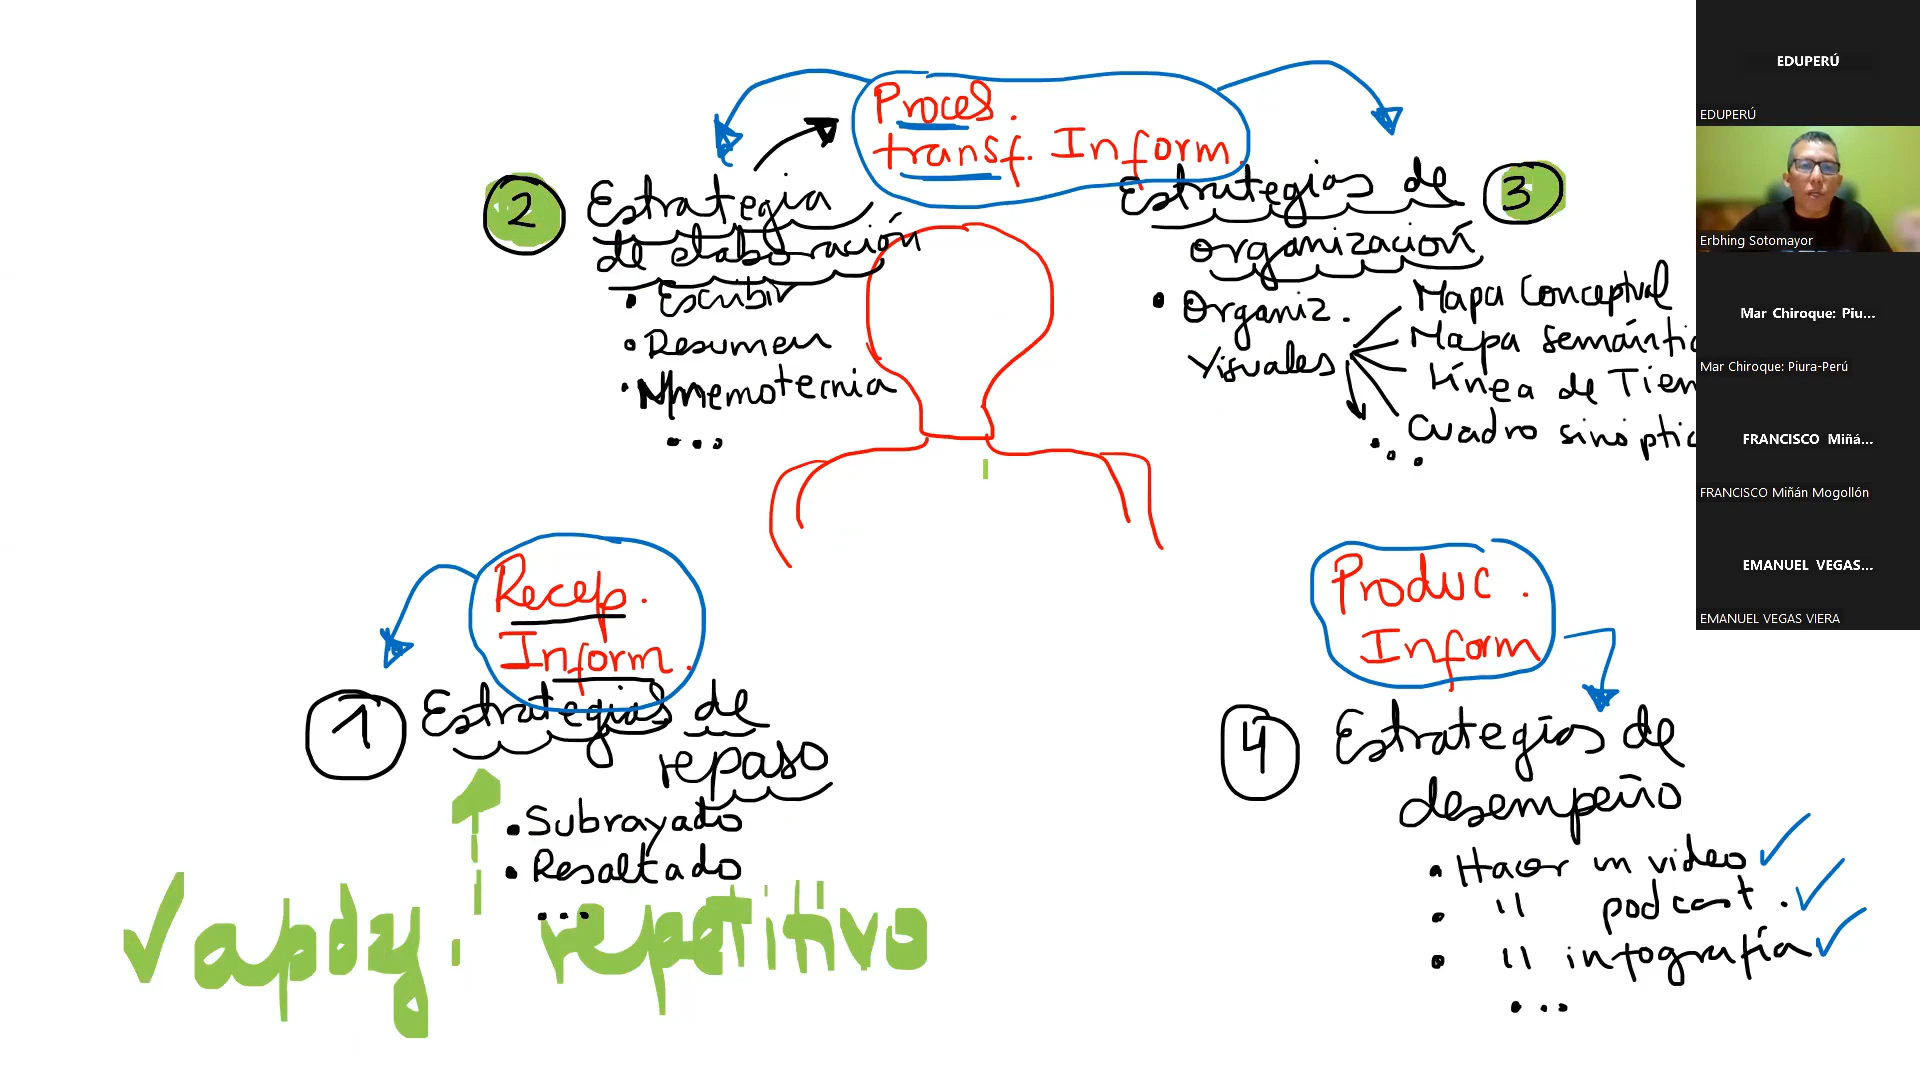 Proces.
transf. Inform.
2
Estrategia
de elaboración
• Escribir
• Resumen
• Mnemotecnia
...
Estrategias de
3
organización
• Organiz.
Visuales
Mapa Conceptual
Mapa semánti
Línea de Tiem
Cuadro sinóptic
...
Recep.
Inform.
1
Estrategias de
repaso
• Subrayado
• Resaltado
...
✓ apdzj. repetitivo
Produc.
Inform
4
Estrategias de
desempeño
• Hacer un video ✓
• " podcast. ✓
• " infografía ✓
...
EDUPERÚ
EDUPERÚ
Erbhing Sotomayor
Mar Chiroque: Piu...
Mar Chiroque: Piura-Perú
FRANCISCO Miñá...
FRANCISCO Miñán Mogollón
EMANUEL VEGAS...
EMANUEL VEGAS VIERA